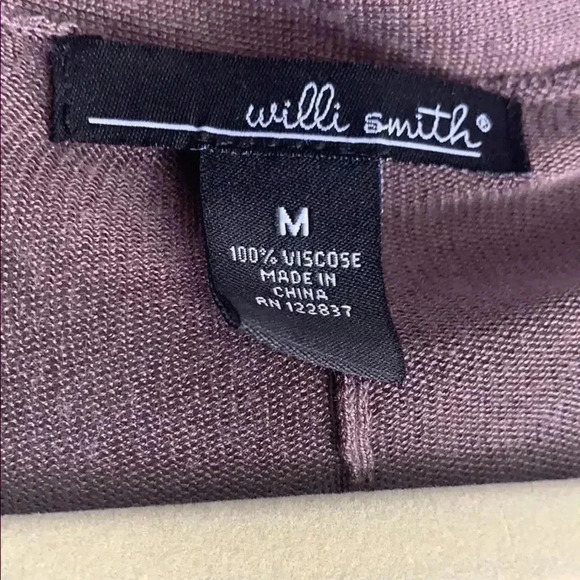 willi smith®
M
100% VISCOSE
MADE IN
CHINA
RN 122837